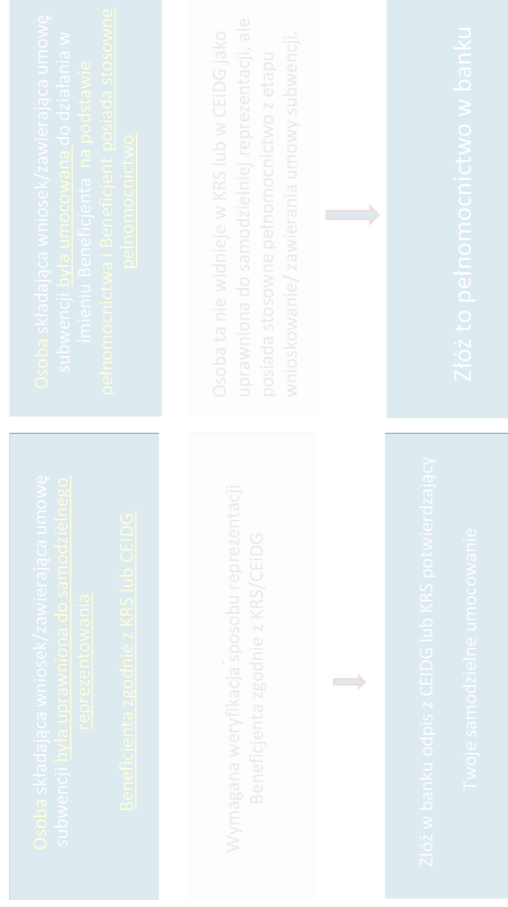 Osoba składająca wniosek/zawierająca umowę
subwencji była uprawniona do samodzielnego
reprezentowania
Beneficjenta zgodnie z KRS lub CEIDG
Wymagana weryfikacja sposobu reprezentacji
Beneficjenta zgodnie z KRS/CEiDG
Złóż w banku odpis z CEIDG lub KRS potwierdzający
Twoje samodzielne umocowanie
Osoba składająca wniosek/zawierająca umowę
subwencji była umocowana do działania w
imieniu Beneficjenta na podstawie
pełnomocnictwa i Beneficjent posiada stosowne
pełnomocnictwo
Osoba ta nie widnieje w KRS lub w CEiDG jako
uprawniona do samodzielnej reprezentacji, ale
posiada stosowne pełnomocnictwo z etapu
wnioskowanie/ zawierania umowy subwencji.
Złóż to pełnomocnictwo w banku